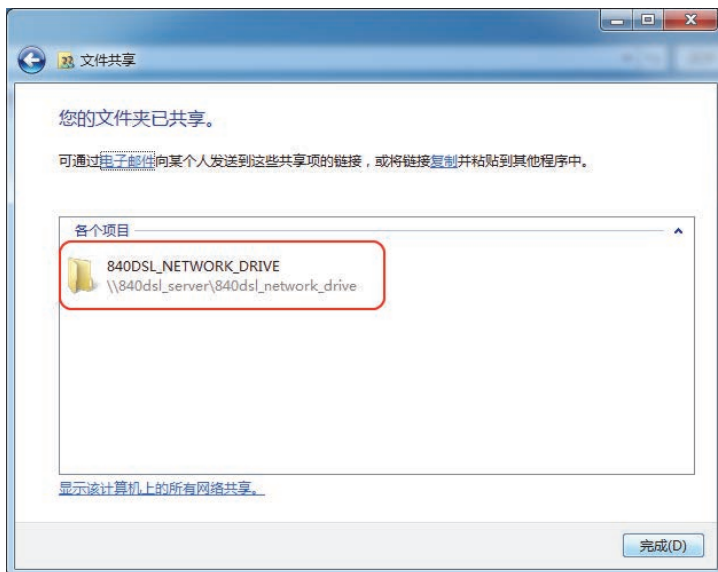 文件共享
您的文件夹已共享。
可通过电子邮件向某个人发送到这些共享项的链接，或将链接复制并粘贴到其他程序中。
各个项目
840DSL_NETWORK_DRIVE
\\840dsl_server\840dsl_network_drive
显示该计算机上的所有网络共享。
完成(D)